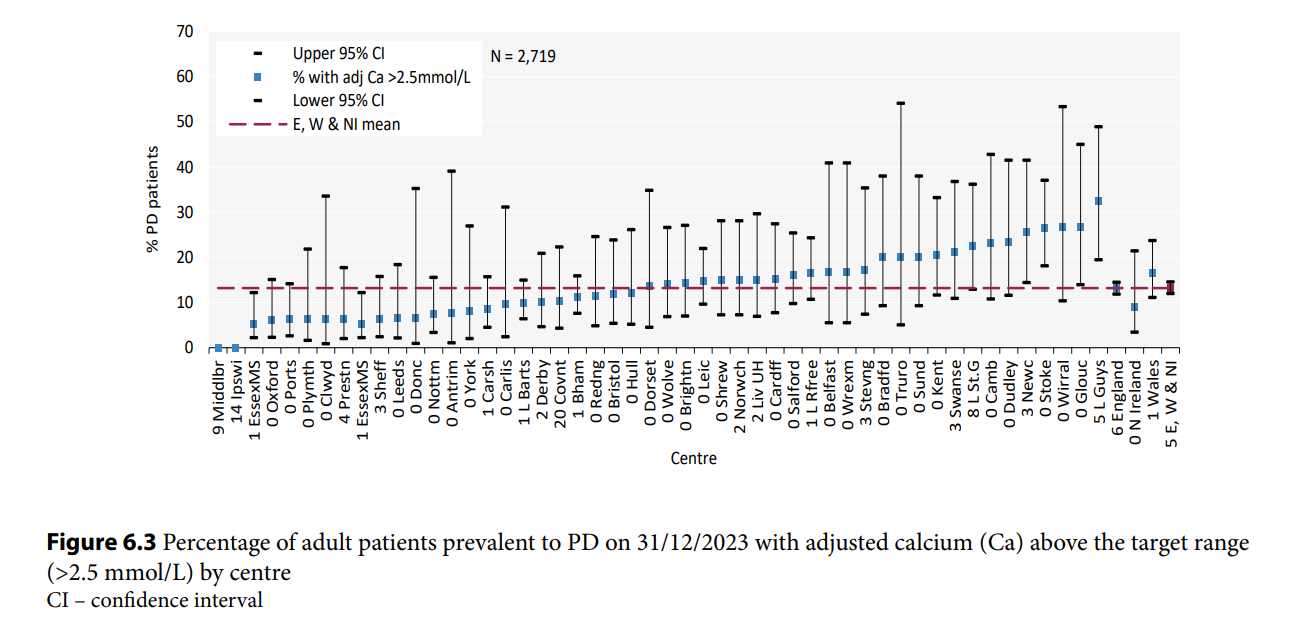 70
60
50
40
30
20
10
0
% PD patients
Upper 95% CI
% with adj Ca >2.5mmol/L
Lower 95% CI
E, W & NI mean
N = 2,719
9 Middlbr
14 Ipswi
1 EssexMS
0 Oxford
0 Ports
0 Plymth
0 Clwyd
4 Prestn
1 EssexMS
3 Sheff
0 Leeds
0 Donc
0 Nottm
0 Antrim
0 York
1 Carsh
0 Carlis
1 L Barts
2 Derby
20 Covnt
1 Bham
0 Redng
0 Bristol
0 Hull
0 Dorset
0 Wolve
0 Brightn
0 Leic
0 Shrew
2 Norwch
2 Liv UH
0 Cardff
0 Salford
1 L Rfree
0 Belfast
0 Wrexm
3 Stevng
0 Bradfd
0 Truro
0 Sund
0 Kent
3 Swanse
8 L St.G
0 Camb
0 Dudley
3 Newc
0 Stoke
0 Wirral
0 Glouc
5 L Guys
6 England
0 N Ireland
1 Wales
5 E, W & NI
Centre
Figure 6.3 Percentage of adult patients prevalent to PD on 31/12/2023 with adjusted calcium (Ca) above the target range
(>2.5 mmol/L) by centre
CI – confidence interval